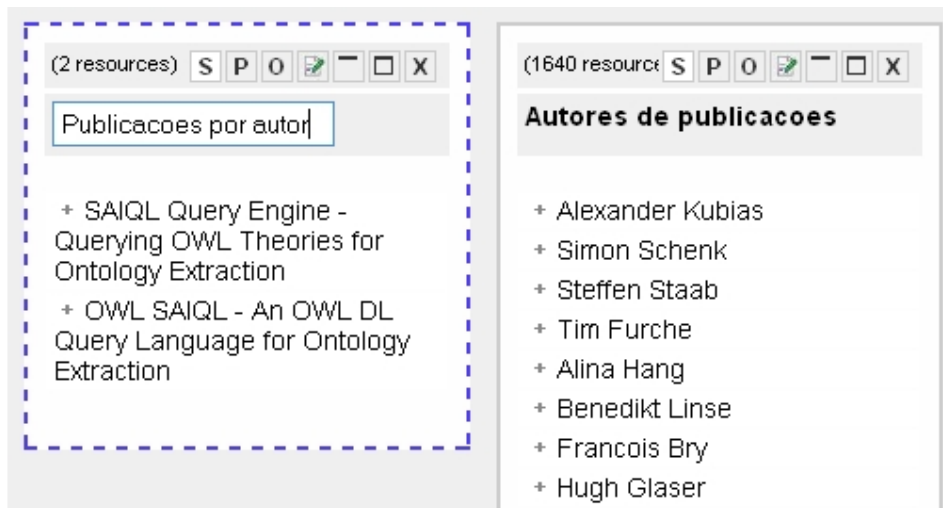 (2 resources) S P O X
Publicacoes por autor
+ SAIQL Query Engine -
Querying OWL Theories for
Ontology Extraction
+ OWL SAIQL - An OWL DL
Query Language for Ontology
Extraction
(1640 resource S P O X
Autores de publicacoes
+ Alexander Kubias
+ Simon Schenk
+ Steffen Staab
+ Tim Furche
+ Alina Hang
+ Benedikt Linse
+ Francois Bry
+ Hugh Glaser